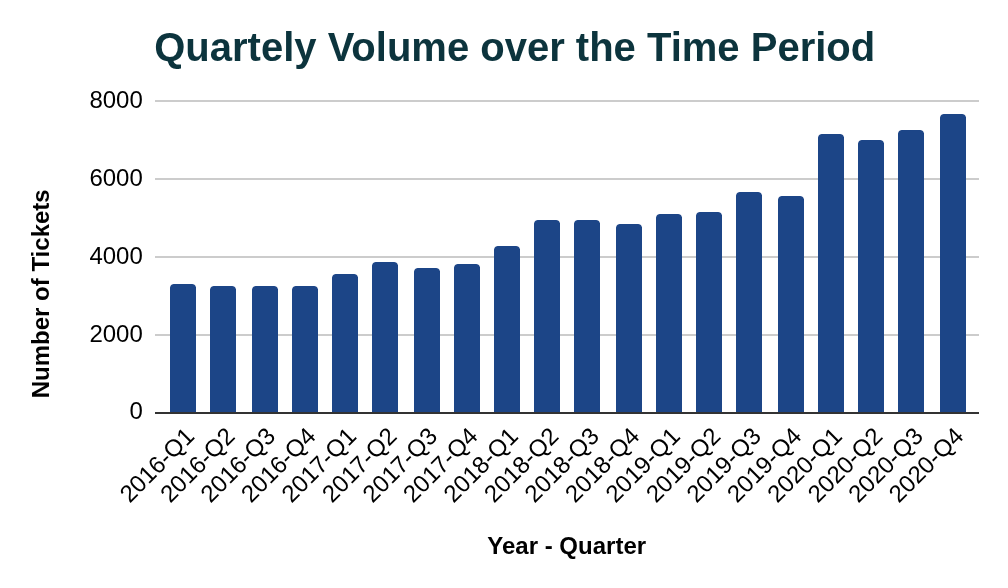 Quartely Volume over the Time Period
Number of Tickets
8000
6000
4000
2000
0
2016-Q1
2016-Q2
2016-Q3
2016-Q4
2017-Q1
2017-Q2
2017-Q3
2017-Q4
2018-Q1
2018-Q2
2018-Q3
2018-Q4
2019-Q1
2019-Q2
2019-Q3
2019-Q4
2020-Q1
2020-Q2
2020-Q3
2020-Q4
Year - Quarter